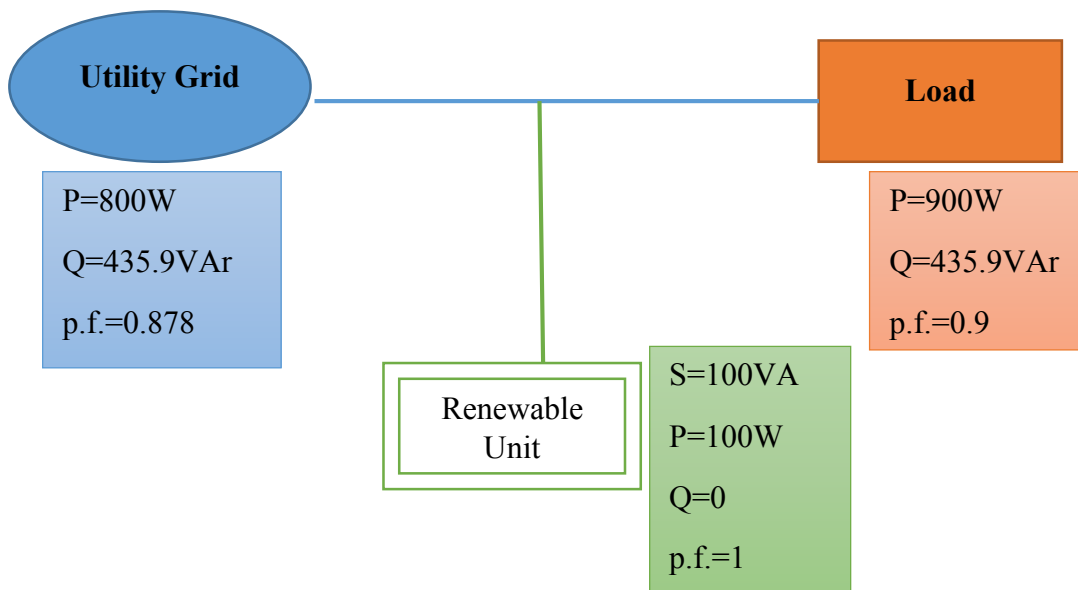 Utility Grid
Load
P=800W
Q=435.9VAr
p.f.=0.878
P=900W
Q=435.9VAr
p.f.=0.9
Renewable
Unit
S=100VA
P=100W
Q=0
p.f.=1